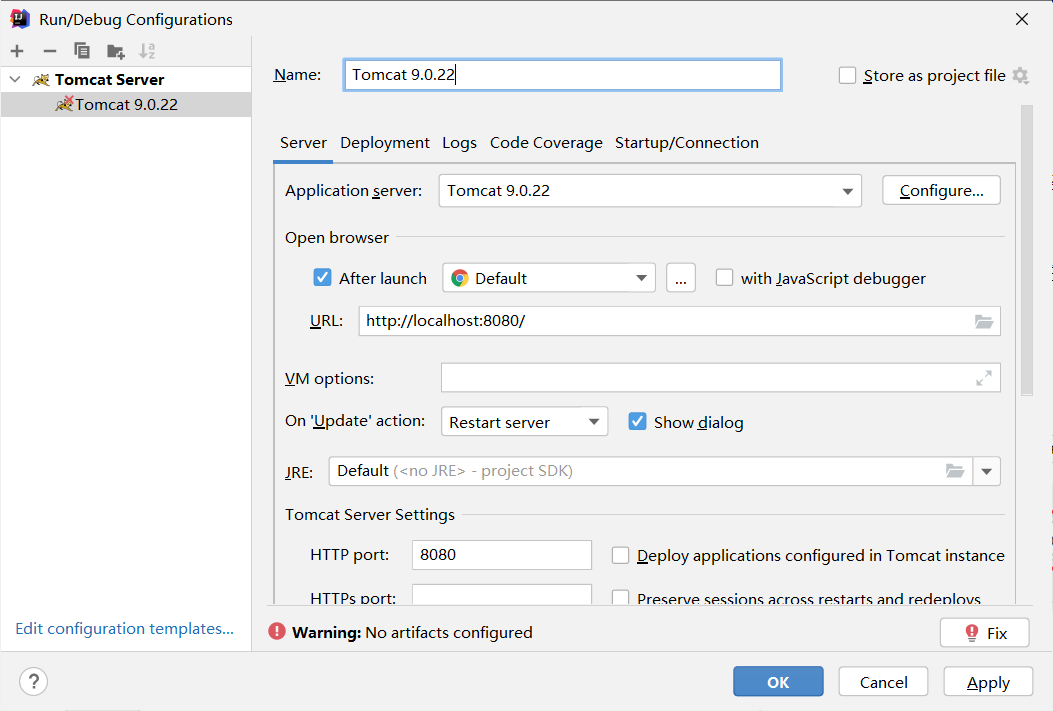 Run/Debug Configurations
Tomcat Server
Tomcat 9.0.22
Name: Tomcat 9.0.22 Store as project file
Server Deployment Logs Code Coverage Startup/Connection
Application server: Tomcat 9.0.22 Configure...
Open browser
After launch Default ... with JavaScript debugger
URL: http://localhost:8080/
VM options:
On 'Update' action: Restart server Show dialog
JRE: Default (<no JRE> - project SDK)
Tomcat Server Settings
HTTP port: 8080 Deploy applications configured in Tomcat instance
HTTPs port: Preserve sessions across restarts and redeploys
Edit configuration templates...
Warning: No artifacts configured Fix
? OK Cancel Apply